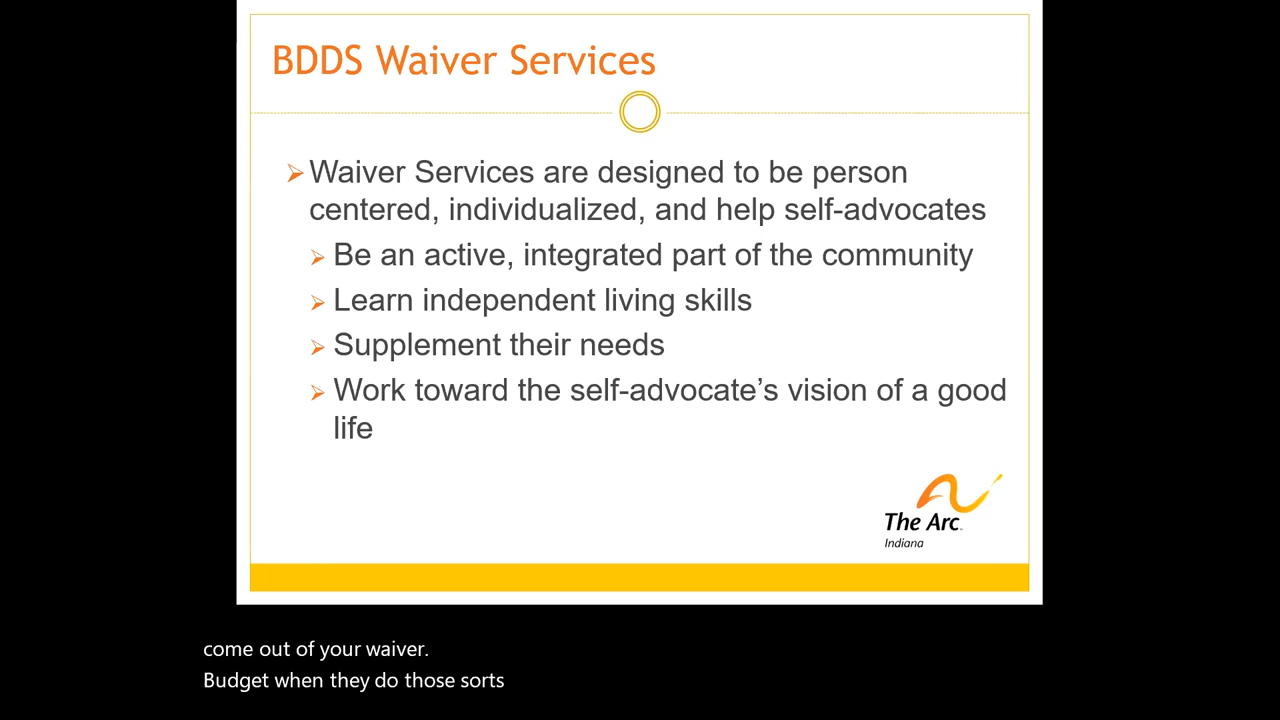 BDDS Waiver Services
Waiver Services are designed to be person
centered, individualized, and help self-advocates
Be an active, integrated part of the community
Learn independent living skills
Supplement their needs
Work toward the self-advocate’s vision of a good
life
The Arc
Indiana
come out of your waiver.
Budget when they do those sorts